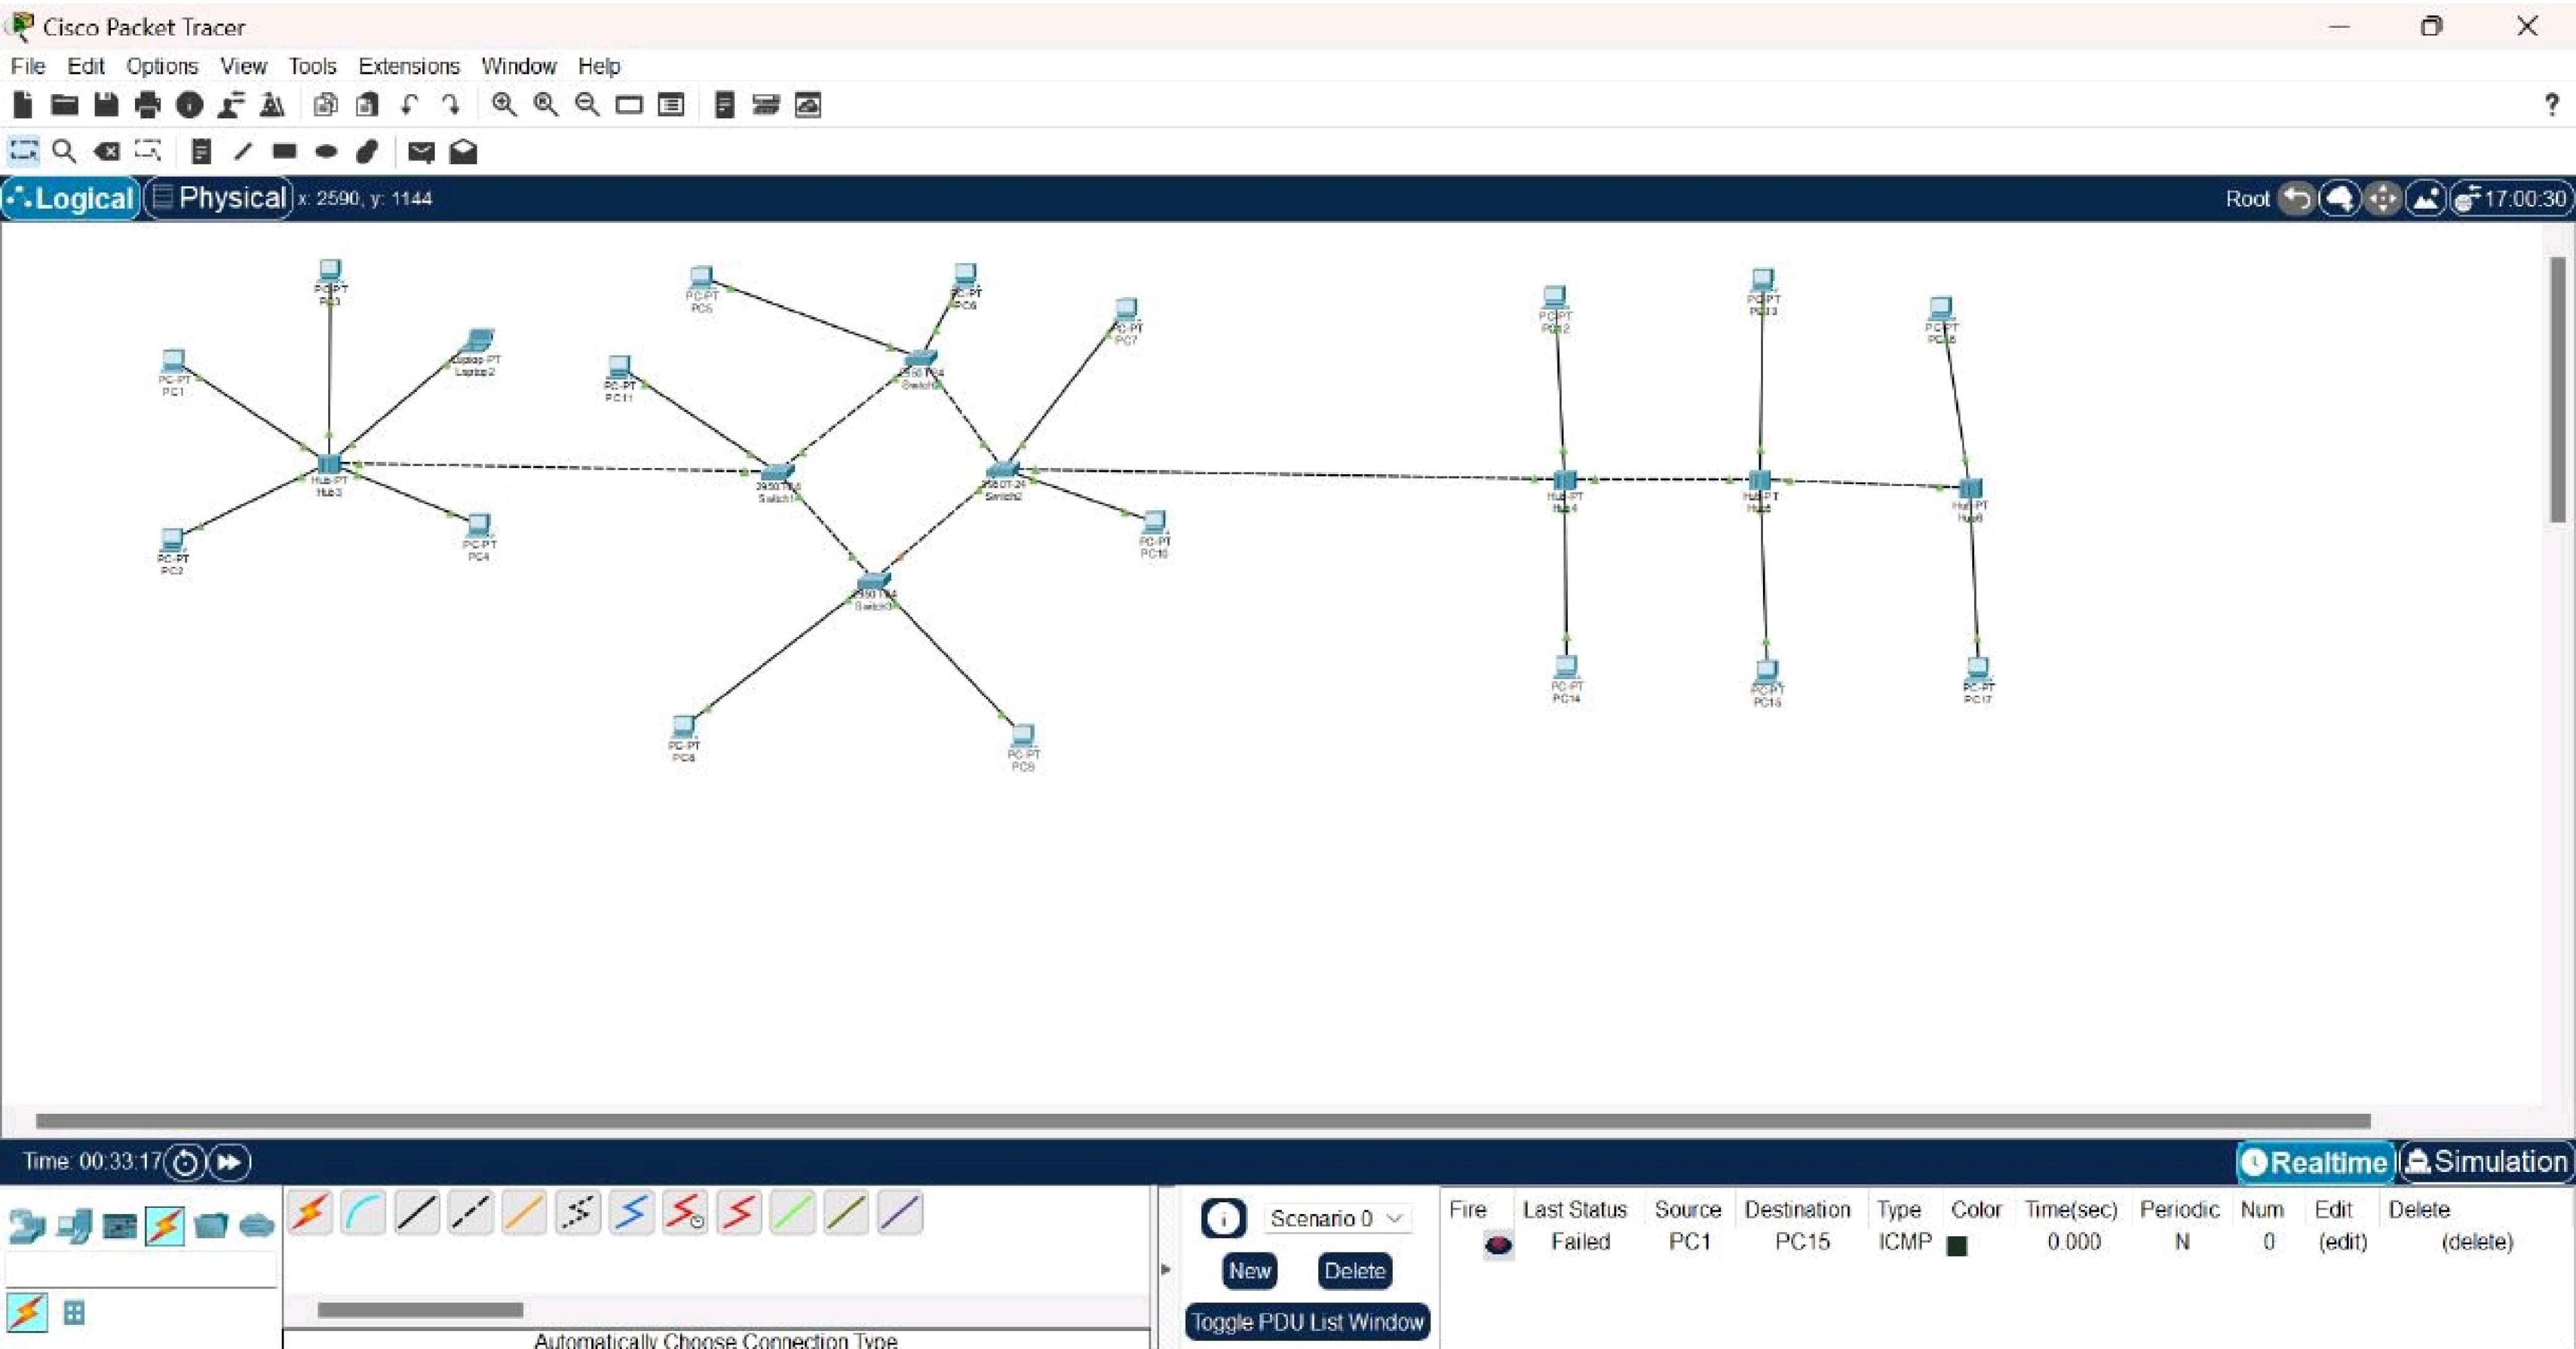 Cisco Packet Tracer
File Edit Options View Tools Extensions Window Help
?
Logical Physical x: 2590, y: 1144 Root 17:00:30
PC-PT
PC3
PC-PT
PC1
Laptop-PT
Laptop2
Hub-PT
Hub3
PC-PT
PC2
PC-PT
PC4
PC-PT
PC5
PC-PT
PC6
PC-PT
PC7
PC-PT
PC11
2950T-24
2950T-24
Switch1
2950T-24
Switch2
PC-PT
PC10
2950T-24
Switch3
PC-PT
PC8
PC-PT
PC9
PC-PT
PC12
PC-PT
PC13
PC-PT
Hub-PT
Hub4
Hub-PT
Hub-PT
Hub6
PC-PT
PC14
PC-PT
PC15
PC-PT
PC17
Time: 00:33:17 Realtime Simulation
Scenario 0
New Delete
Toggle PDU List Window
Fire Last Status Source Destination Type Color Time(sec) Periodic Num Edit Delete
Failed PC1 PC15 ICMP 0.000 N 0 (edit) (delete)
Automatically Choose Connection Type